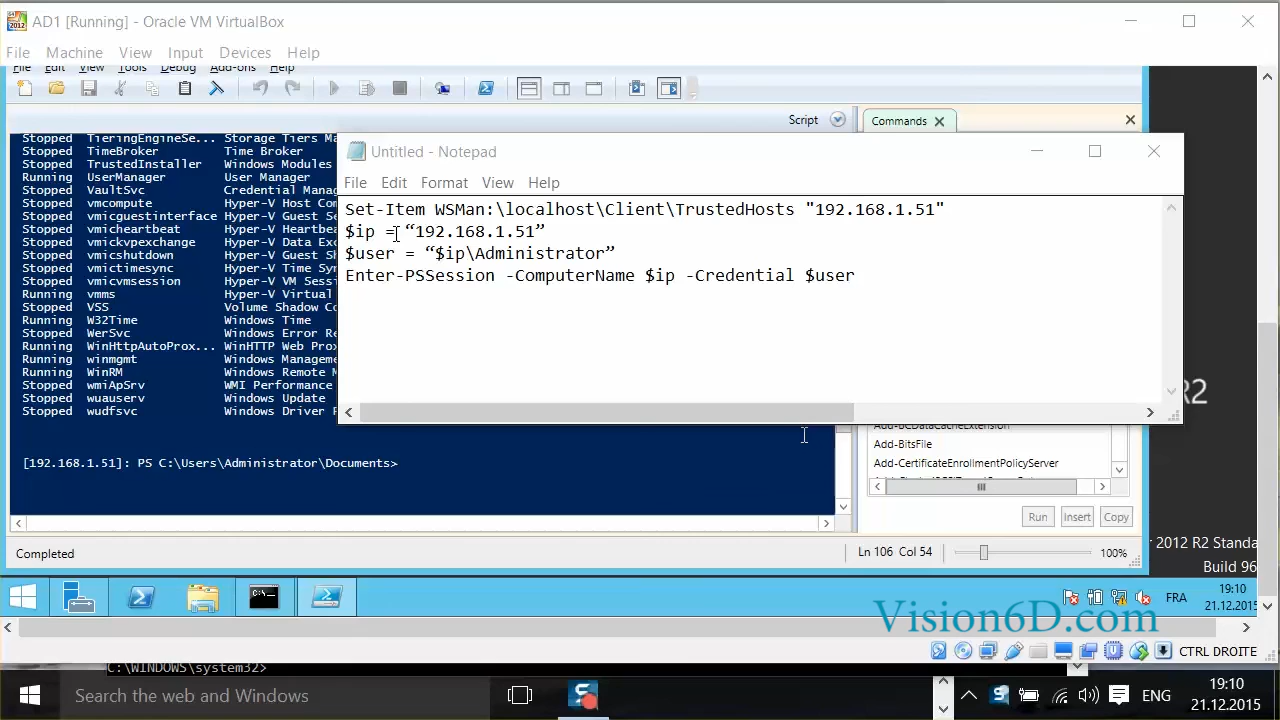 AD1 [Running] - Oracle VM VirtualBox
File Machine View Input Devices Help
File Edit View Tools Debug Add-ons Help
Script
Commands
Stopped TieringEngineSe... Storage Tiers Ma
Stopped TimeBroker Time Broker
Stopped TrustedInstaller Windows Modules
Running UserManager User Manager
Stopped VaultSvc Credential Manag
Stopped vmcompute Hyper-V Host Com
Stopped vmicguestinterface Hyper-V Guest Se
Stopped vmicheartbeat Hyper-V Heartbea
Stopped vmickvpexchange Hyper-V Data Exc
Stopped vmicshutdown Hyper-V Guest Sh
Stopped vmictimesync Hyper-V Time Syn
Stopped vmicvmsession Hyper-V VM Sessi
Running vmms Hyper-V Virtual
Stopped VSS Volume Shadow Co
Running W32Time Windows Time
Stopped WerSvc Windows Error Re
Running WinHttpAutoProx... WinHTTP Web Prox
Running winmgmt Windows Manageme
Running WinRM Windows Remote M
Stopped wmiApSrv WMI Performance
Stopped wuauserv Windows Update
Stopped wudfsvc Windows Driver F
[192.168.1.51]: PS C:\Users\Administrator\Documents>
Untitled - Notepad
File Edit Format View Help
Set-Item WSMan:\localhost\Client\TrustedHosts "192.168.1.51"
$ip = “192.168.1.51”
$user = “$ip\Administrator”
Enter-PSSession -ComputerName $ip -Credential $user
R2
Add-BCDataCacheExtension
Add-BitsFile
Add-CertificateEnrollmentPolicyServer
Run Insert Copy
2012 R2 Standa
Build 96
Completed
Ln 106 Col 54
100%
FRA
19:10
21.12.2015
Vision6D.com
CTRL DROITE
C:\WINDOWS\system32>
Search the web and Windows
ENG
19:10
21.12.2015